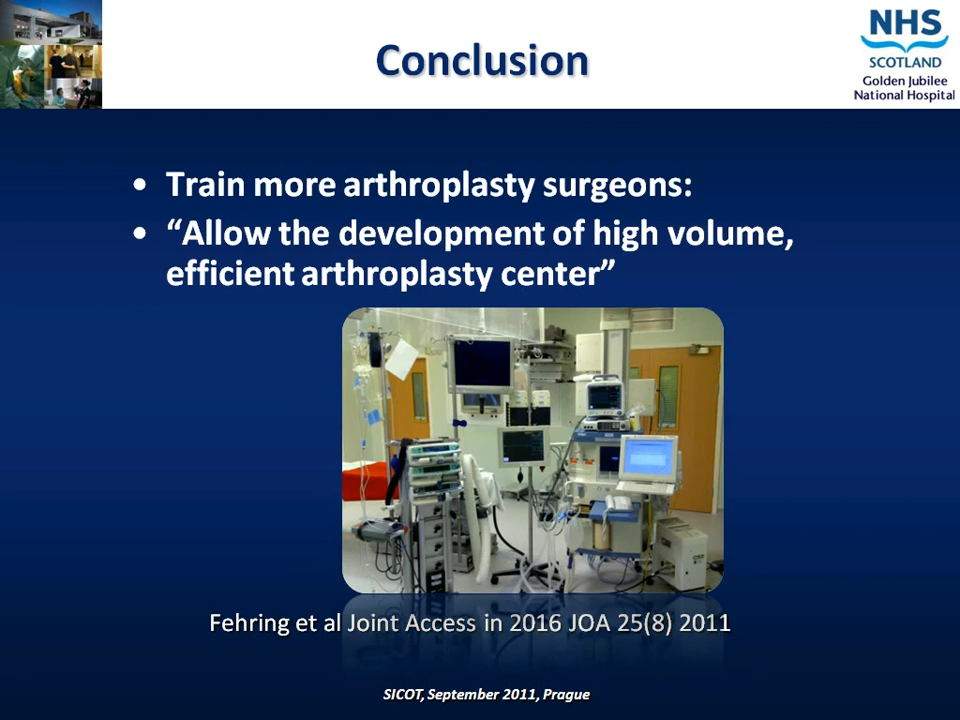 Conclusion
NHS
SCOTLAND
Golden Jubilee
National Hospital
• Train more arthroplasty surgeons:
• “Allow the development of high volume,
efficient arthroplasty center”
Fehring et al Joint Access in 2016 JOA 25(8) 2011
SICOT, September 2011, Prague